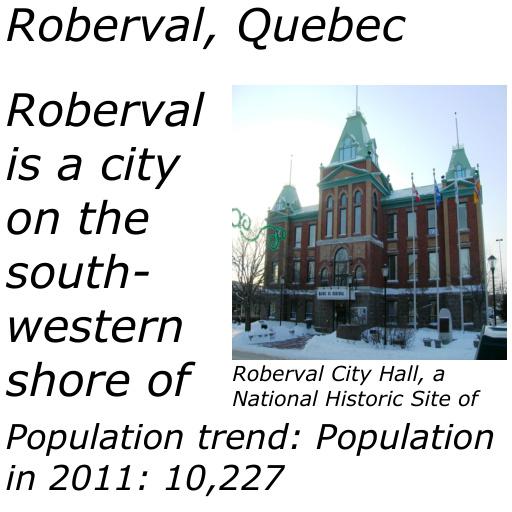 Roberval, Quebec
Roberval
is a city
on the
south-
western
shore of
Roberval City Hall, a
National Historic Site of
Population trend: Population
in 2011: 10,227